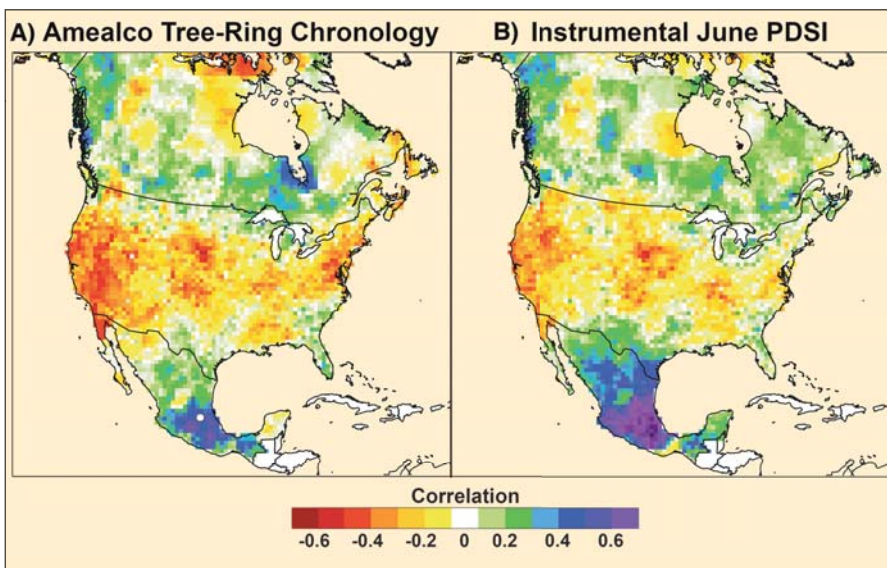 A) Amealco Tree-Ring Chronology
B) Instrumental June PDSI
Correlation
-0.6 -0.4 -0.2 0 0.2 0.4 0.6